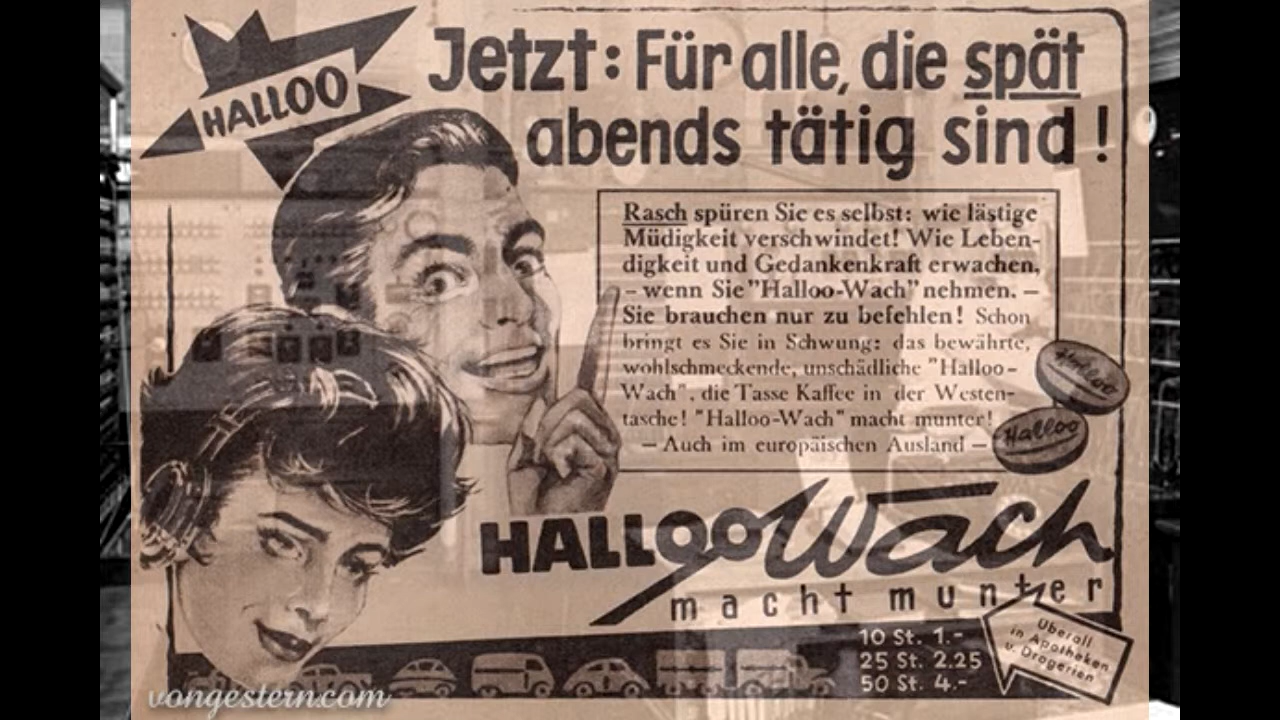 HALLOO
Jetzt: Für alle, die spät
abends tätig sind!
Rasch spüren Sie es selbst: wie lästige
Müdigkeit verschwindet! Wie Leben-
digkeit und Gedankenkraft erwachen,
– wenn Sie "Halloo-Wach" nehmen. –
Sie brauchen nur zu befehlen! Schon
bringt es Sie in Schwung: das bewährte,
wohlschmeckende, unschädliche "Halloo-
Wach", die Tasse Kaffee in der Westen-
tasche! "Halloo-Wach" macht munter!
– Auch im europäischen Ausland –
Halloo
Halloo
HALLOO Wach
macht munter
10 St. 1.-
25 St. 2.25
50 St. 4.-
Überall
in Apotheken
u. Drogerien
vongestern.com